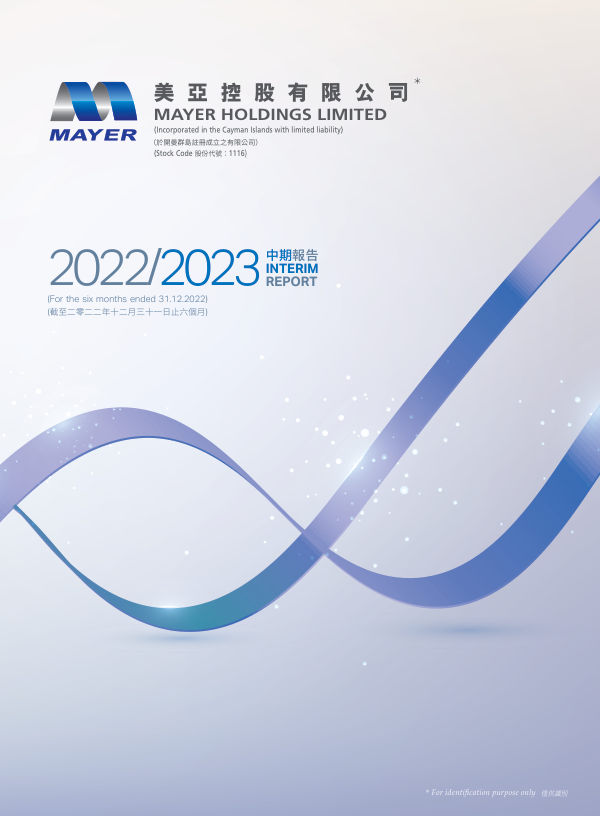 美亞控股有限公司*
MAYER HOLDINGS LIMITED
(Incorporated in the Cayman Islands with limited liability)
(於開曼群島註冊成立之有限公司)
(Stock Code 股份代號：1116)
MAYER
2022/2023 中期報告
INTERIM
REPORT
(For the six months ended 31.12.2022)
(截至二零二二年十二月三十一日止六個月)
* For identification purpose only 僅供識別